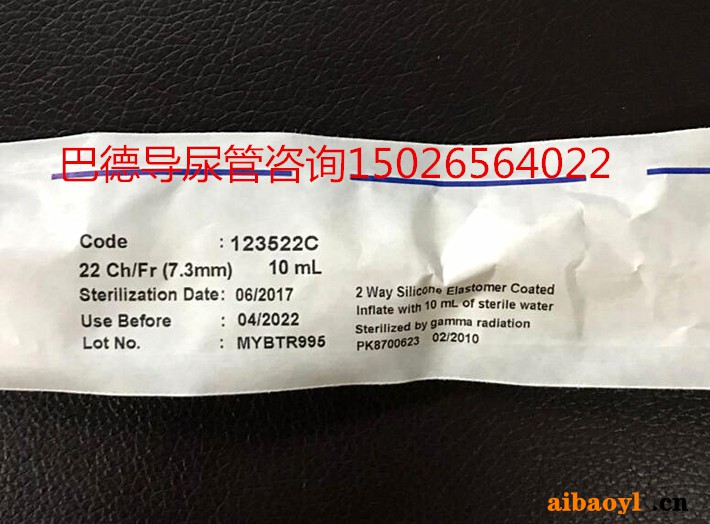 巴德导尿管咨询15026564022
Code : 123522C
22 Ch/Fr (7.3mm) 10 mL
Sterilization Date: 06/2017
Use Before : 04/2022
Lot No. : MYBTR995
2 Way Silicone Elastomer Coated
Inflate with 10 mL of sterile water
Sterilized by gamma radiation
PK8700623 02/2010
aibaoyl .cn